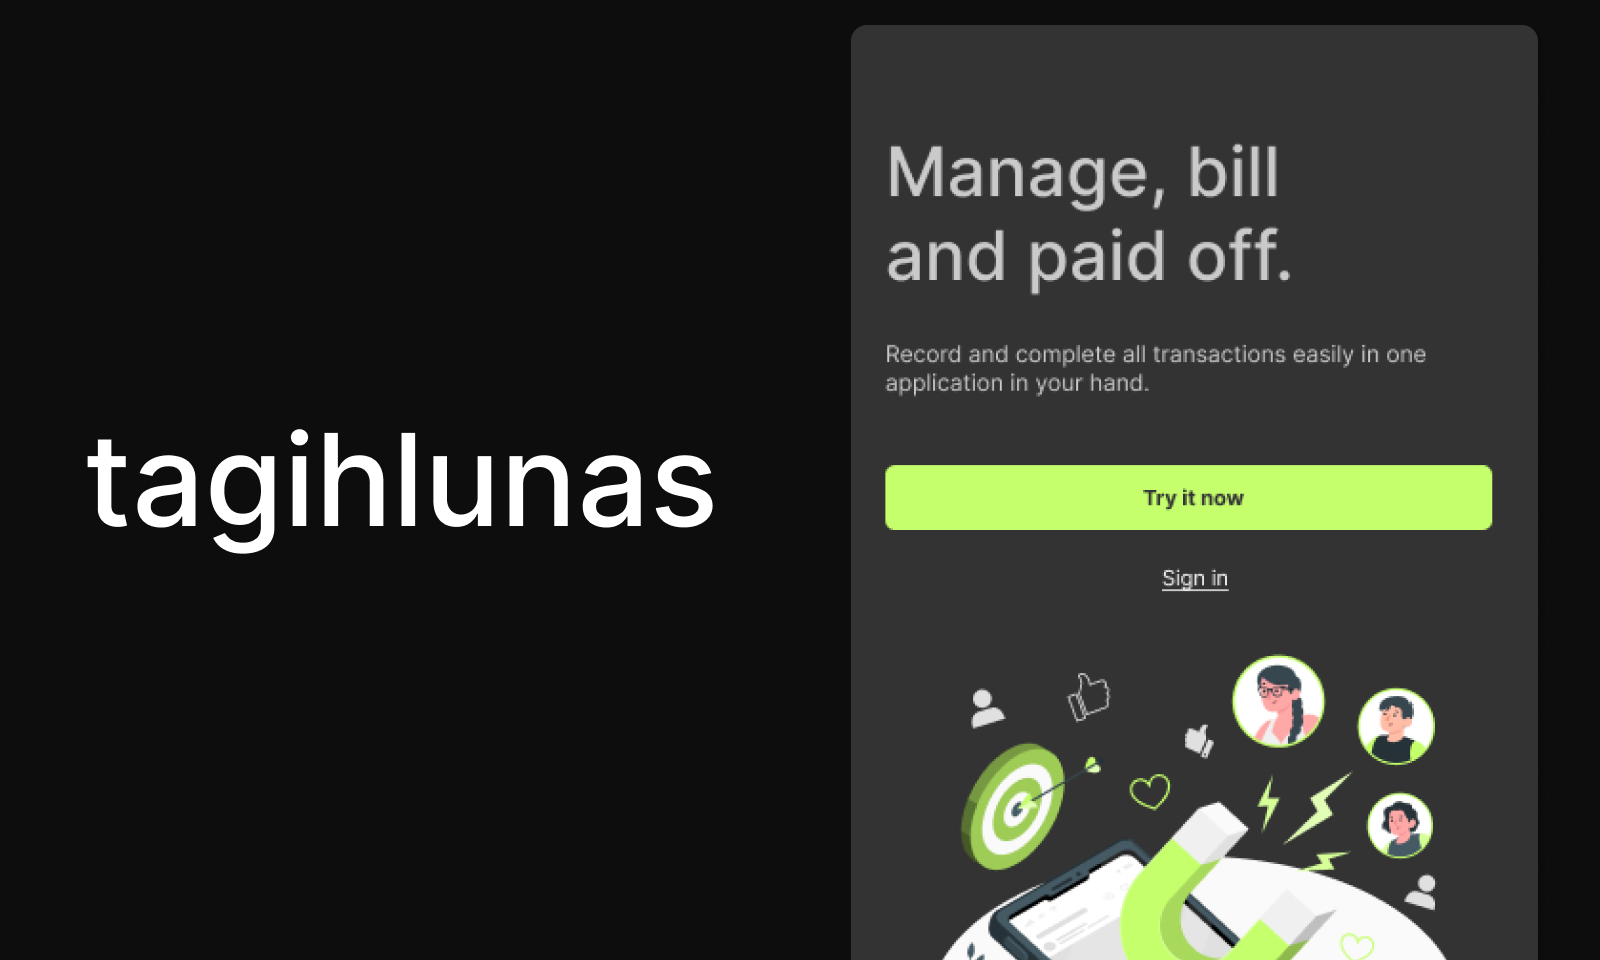 tagihlunas
Manage, bill
and paid off.
Record and complete all transactions easily in one
application in your hand.
Try it now
Sign in